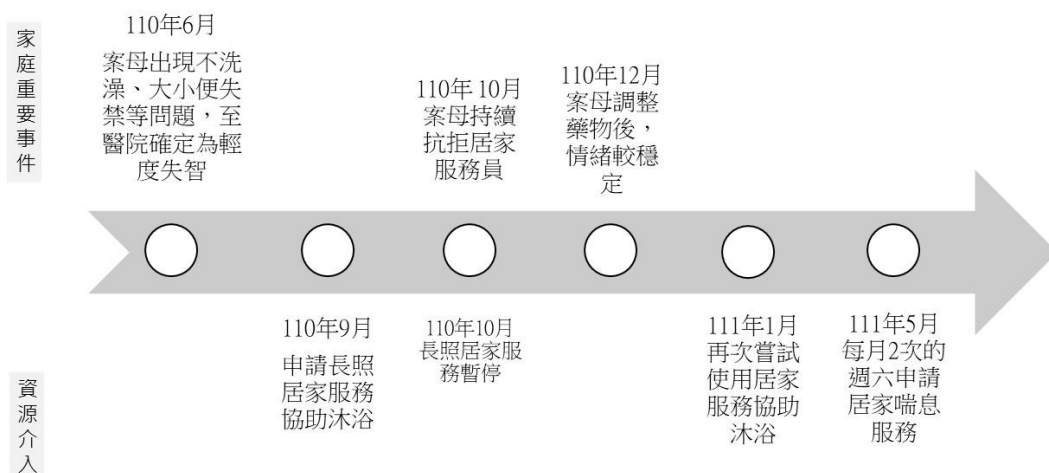 家庭重要事件
110年6月
案母出現不洗
澡、大小便失
禁等問題，至
醫院確定為輕
度失智
110年10月
案母持續
抗拒居家
服務員
110年12月
案母調整
藥物後，
情緒較穩
定
資源介入
110年9月
申請長照
居家服務
協助沐浴
110年10月
長照居家服
務暫停
111年1月
再次嘗試
使用居家
服務協助
沐浴
111年5月
每月2次的
週六申請
居家喘息
服務